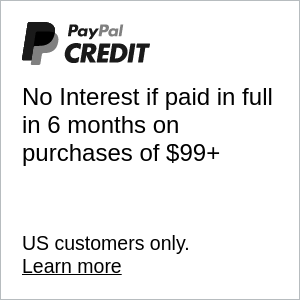 PayPal
CREDIT
No Interest if paid in full
in 6 months on
purchases of $99+
US customers only.
Learn more